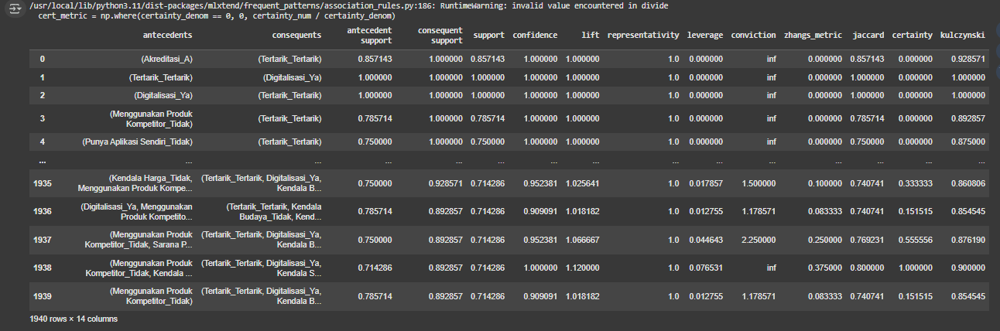 /usr/local/lib/python3.11/dist-packages/mlxtend/frequent_patterns/association_rules.py:186: RuntimeWarning: invalid value encountered in divide
cert_metric = np.where(certainty_denom == 0, 0, certainty_num / certainty_denom)
antecedents consequents antecedent support consequent support support confidence lift representativity leverage conviction zhangs_metric jaccard certainty kulczynski
0 (Akreditasi_A) (Tertarik_Tertarik) 0.857143 1.000000 0.857143 1.000000 1.000000 1.0 0.000000 inf 0.000000 0.857143 0.000000 0.928571
1 (Tertarik_Tertarik) (Digitalisasi_Ya) 1.000000 1.000000 1.000000 1.000000 1.000000 1.0 0.000000 inf 0.000000 1.000000 0.000000 1.000000
2 (Digitalisasi_Ya) (Tertarik_Tertarik) 1.000000 1.000000 1.000000 1.000000 1.000000 1.0 0.000000 inf 0.000000 1.000000 0.000000 1.000000
3 (Menggunakan Produk Kompetitor_Tidak) (Tertarik_Tertarik) 0.785714 1.000000 0.785714 1.000000 1.000000 1.0 0.000000 inf 0.000000 0.785714 0.000000 0.892857
4 (Punya Aplikasi Sendiri_Tidak) (Tertarik_Tertarik) 0.750000 1.000000 0.750000 1.000000 1.000000 1.0 0.000000 inf 0.000000 0.750000 0.000000 0.875000
... ... ... ... ... ... ... ... ... ... ... ... ... ... ...
1935 (Kendala Harga_Tidak, Menggunakan Produk Kompe... (Tertarik_Tertarik, Digitalisasi_Ya, Kendala B... 0.750000 0.928571 0.714286 0.952381 1.025641 1.0 0.017857 1.500000 0.100000 0.740741 0.333333 0.860806
1936 (Digitalisasi_Ya, Menggunakan Produk Kompetito... (Tertarik_Tertarik, Kendala Budaya_Tidak, Kend... 0.785714 0.892857 0.714286 0.909091 1.018182 1.0 0.012755 1.178571 0.083333 0.740741 0.151515 0.854545
1937 (Menggunakan Produk Kompetitor_Tidak, Sarana P... (Tertarik_Tertarik, Digitalisasi_Ya, Kendala B... 0.750000 0.892857 0.714286 0.952381 1.066667 1.0 0.044643 2.250000 0.250000 0.769231 0.555556 0.876190
1938 (Menggunakan Produk Kompetitor_Tidak, Kendala ... (Tertarik_Tertarik, Digitalisasi_Ya, Kendala S... 0.714286 0.892857 0.714286 1.000000 1.120000 1.0 0.076531 inf 0.375000 0.800000 1.000000 0.900000
1939 (Menggunakan Produk Kompetitor_Tidak) (Tertarik_Tertarik, Digitalisasi_Ya, Kendala B... 0.785714 0.892857 0.714286 0.909091 1.018182 1.0 0.012755 1.178571 0.083333 0.740741 0.151515 0.854545
1940 rows × 14 columns